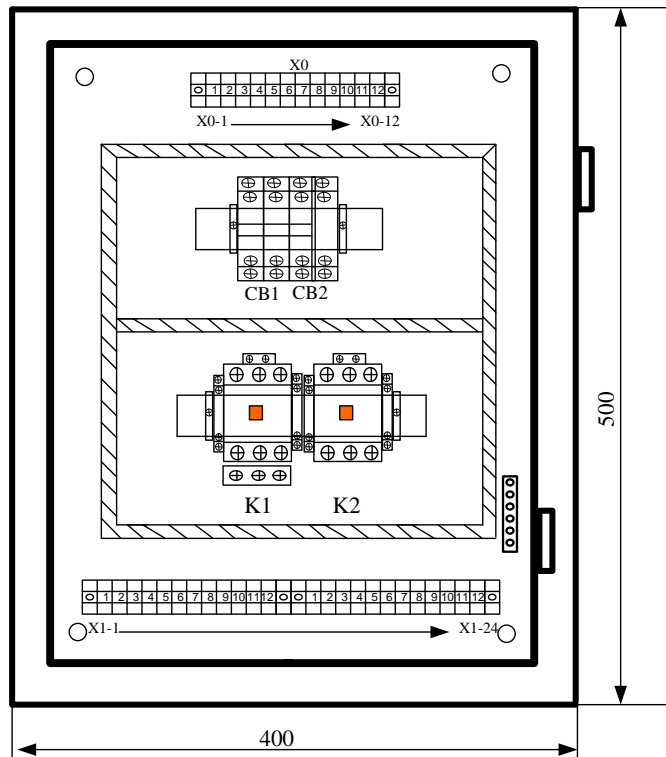 X0
O 1 2 3 4 5 6 7 8 9 10 11 12 O
X0-1 X0-12
CB1 CB2
500
K1 K2
O 1 2 3 4 5 6 7 8 9 10 11 12 O O 1 2 3 4 5 6 7 8 9 10 11 12 O
X1-1 X1-24
400